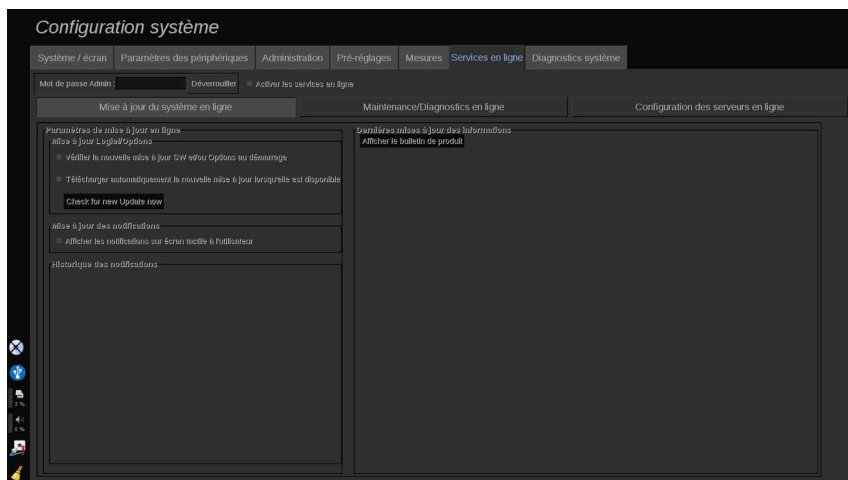 Configuration système
Système / écran Paramètres des périphériques Administration Pré-réglages Mesures Services en ligne Diagnostics système
Mot de passe Admin : Déverrouiller Activer les services en ligne
Mise à jour du système en ligne Maintenance/Diagnostics en ligne Configuration des serveurs en ligne
Paramètres de mise à jour en ligne
Mise à jour Logiel/Options
Vérifier la nouvelle mise à jour SW et/ou Options au démarrage
Télécharger automatiquement la nouvelle mise à jour lorsqu'elle est disponible
Check for new Update now
Mise à jour des notifications
Afficher les notifications sur écran tactile à l'utilisateur
Historique des notifications
Dernières mises à jour des informations
Afficher le bulletin de produit
3 %
6 %